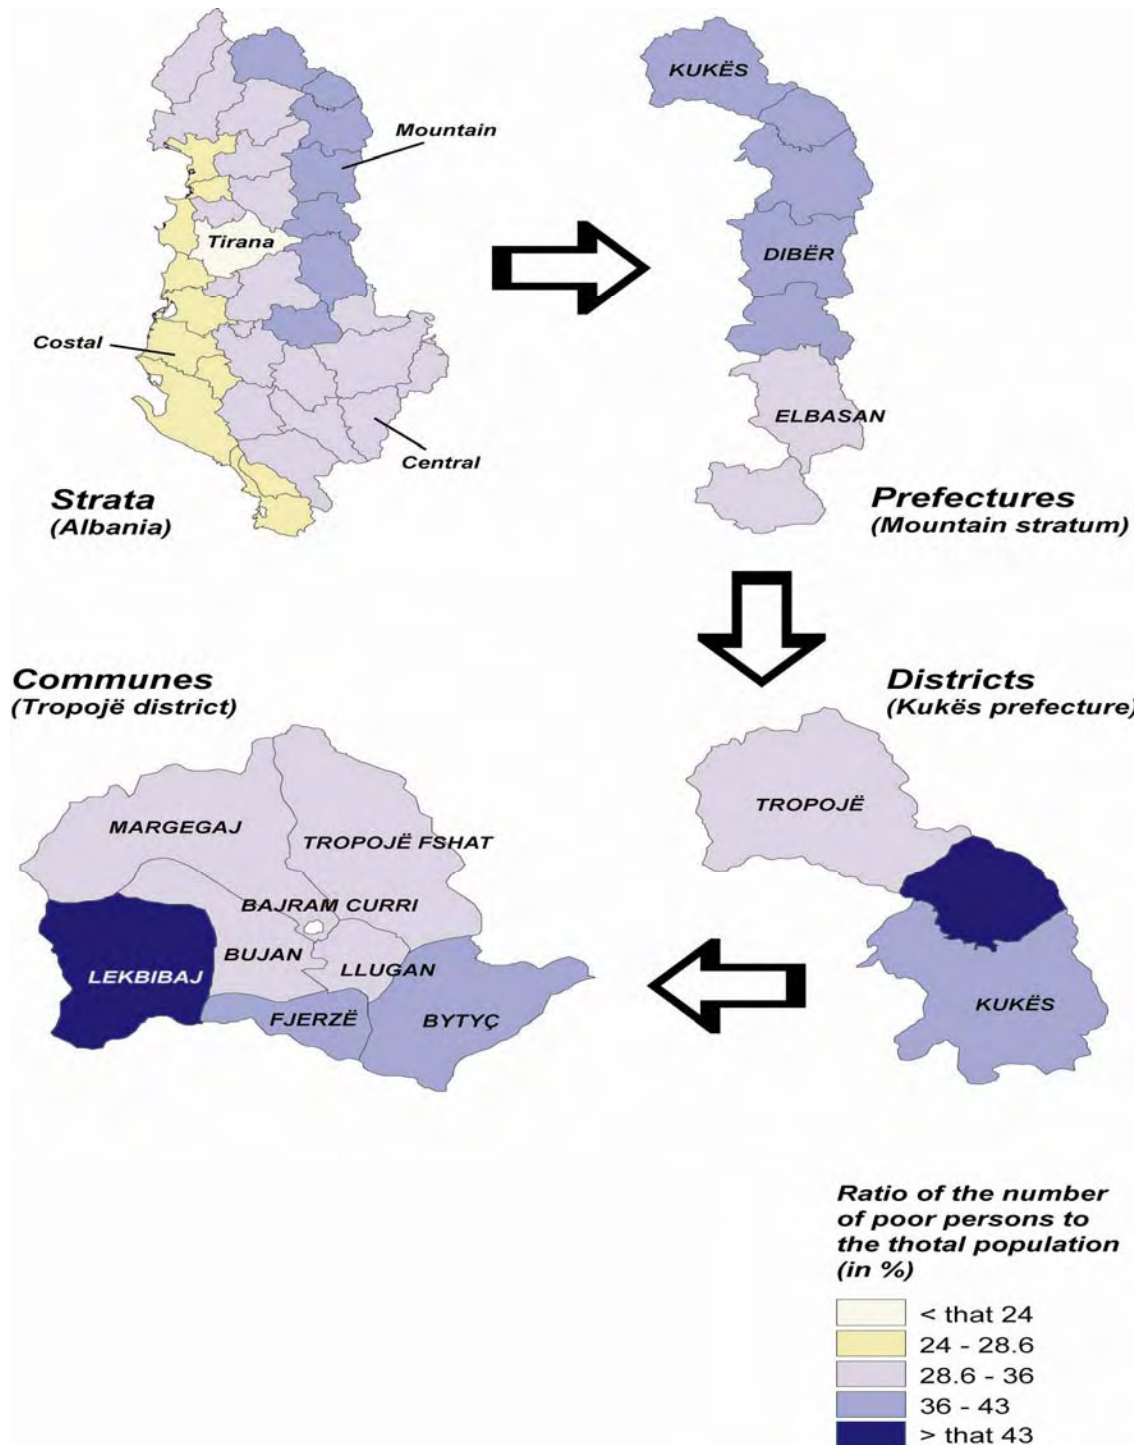 Mountain
Tirana
Costal
Central
Strata
(Albania)
KUKËS
DIBËR
ELBASAN
Prefectures
(Mountain stratum)
Communes
(Tropojë district)
MARGEGAJ
TROPOJË FSHAT
BAJRAM CURRI
BUJAN
LLUGAN
LEKBIBAJ
FJERZË
BYTYÇ
Districts
(Kukës prefecture)
TROPOJË
KUKËS
Ratio of the number
of poor persons to
the thotal population
(in %)
< that 24
24 - 28.6
28.6 - 36
36 - 43
> that 43